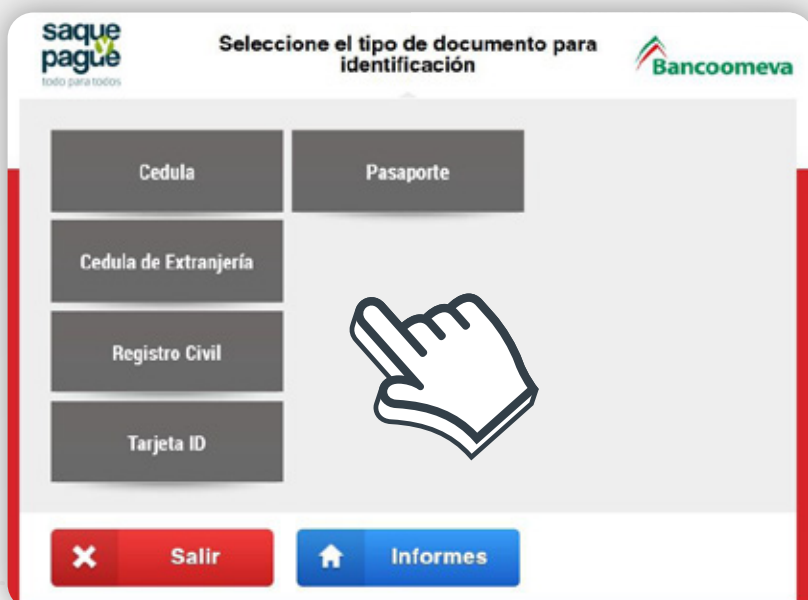 saque
y
pague
todo para todos
Seleccione el tipo de documento para
identificación
Bancoomeva
Cedula
Pasaporte
Cedula de Extranjería
Registro Civil
Tarjeta ID
Salir
Informes